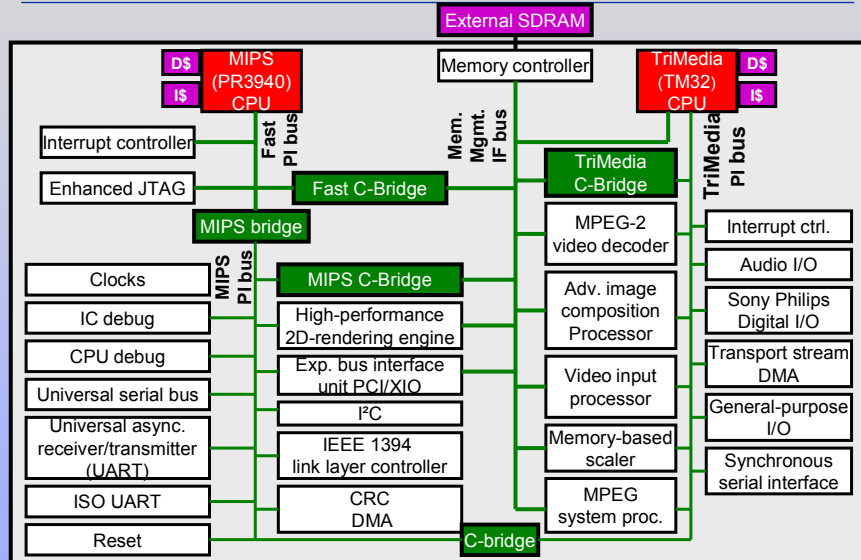 External SDRAM
D$
I$
MIPS
(PR3940)
CPU
Memory controller
TriMedia
(TM32)
CPU
D$
I$
Fast
PI bus
Mem.
Mgmt.
IF bus
TriMedia
PI bus
Interrupt controller
Enhanced JTAG
Fast C-Bridge
TriMedia
C-Bridge
MIPS bridge
MIPS
PI bus
Clocks
IC debug
CPU debug
Universal serial bus
Universal async.
receiver/transmitter
(UART)
ISO UART
Reset
MIPS C-Bridge
High-performance
2D-rendering engine
Exp. bus interface
unit PCI/XIO
I²C
IEEE 1394
link layer controller
CRC
DMA
C-bridge
MPEG-2
video decoder
Adv. image
composition
Processor
Video input
processor
Memory-based
scaler
MPEG
system proc.
Interrupt ctrl.
Audio I/O
Sony Philips
Digital I/O
Transport stream
DMA
General-purpose
I/O
Synchronous
serial interface